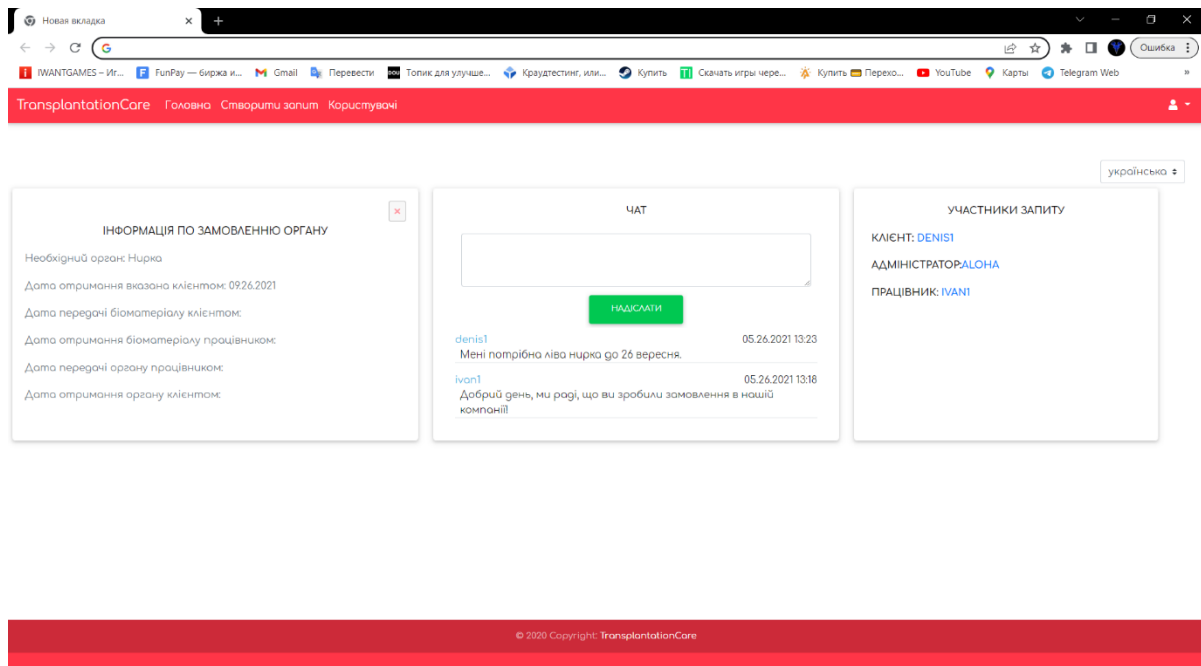 Новая вкладка
Ошибка
IWANTGAMES – Иг... FunPay — биржа и... Gmail Перевести Топик для улучше... Краудтестинг, или... Купить Скачать игры чере... Купить Перехо... YouTube Карты Telegram Web »
TransplantationCare Головна Створити запит Користувачі
українська
ІНФОРМАЦІЯ ПО ЗАМОВЛЕННЮ ОРГАНУ
Необхідний орган: Нирка
Дата отримання вказана клієнтом: 09.26.2021
Дата передачі біоматеріалу клієнтом:
Дата отримання біоматеріалу працівником:
Дата передачі органу працівником:
Дата отримання органу клієнтом:
ЧАТ
НАДІСЛАТИ
denis1 05.26.2021 13:23
Мені потрібна ліва нирка до 26 вересня.
ivan1 05.26.2021 13:18
Добрий день, ми раді, що ви зробили замовлення в нашій
компанії!
УЧАСТНИКИ ЗАПИТУ
КЛІЄНТ: DENIS1
АДМІНІСТРАТОР:ALOHA
ПРАЦІВНИК: IVAN1
© 2020 Copyright: TransplantationCare